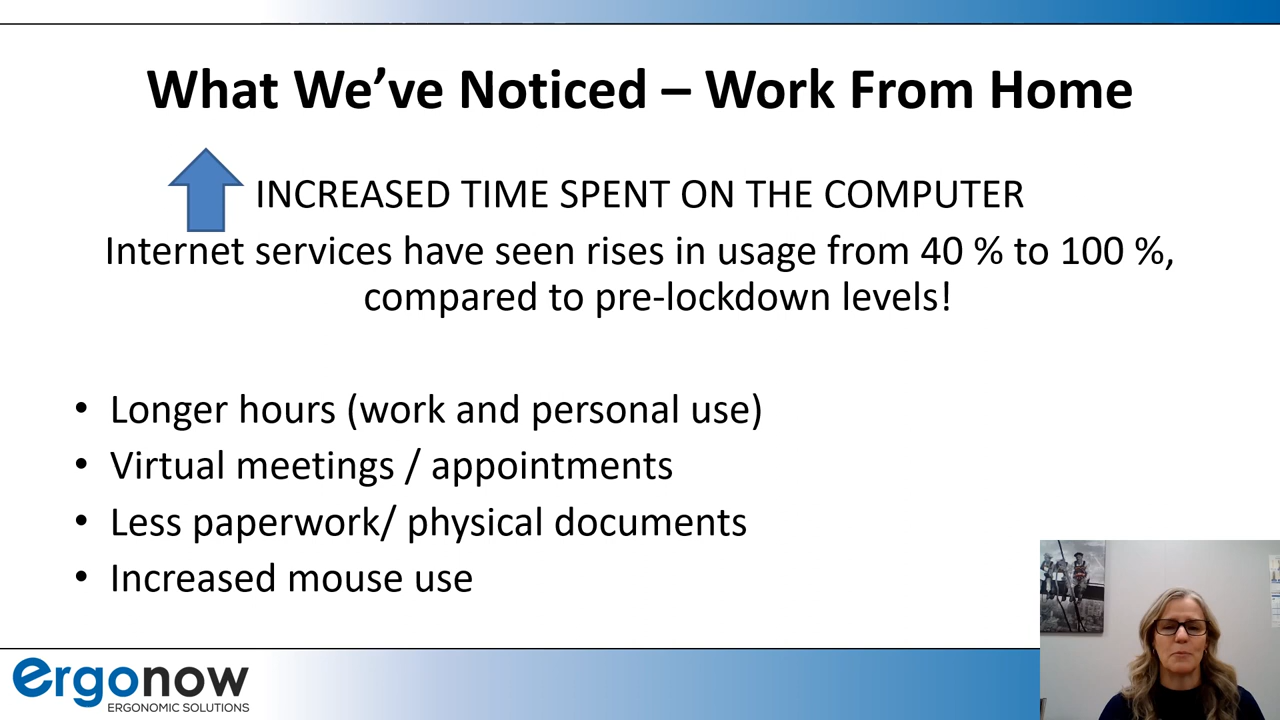 What We’ve Noticed – Work From Home
INCREASED TIME SPENT ON THE COMPUTER
Internet services have seen rises in usage from 40 % to 100 %,
compared to pre-lockdown levels!
• Longer hours (work and personal use)
• Virtual meetings / appointments
• Less paperwork/ physical documents
• Increased mouse use
ergonow
ERGONOMIC SOLUTIONS